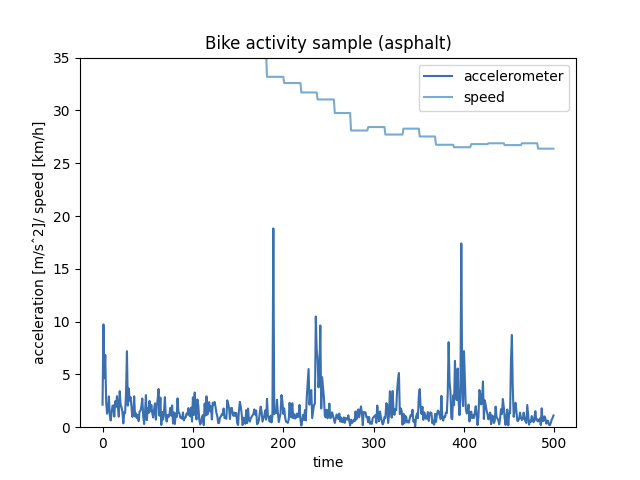 Bike activity sample (asphalt)
acceleration [m/sˆ2]/ speed [km/h]
35
30
25
20
15
10
5
0
accelerometer
speed
0 100 200 300 400 500
time